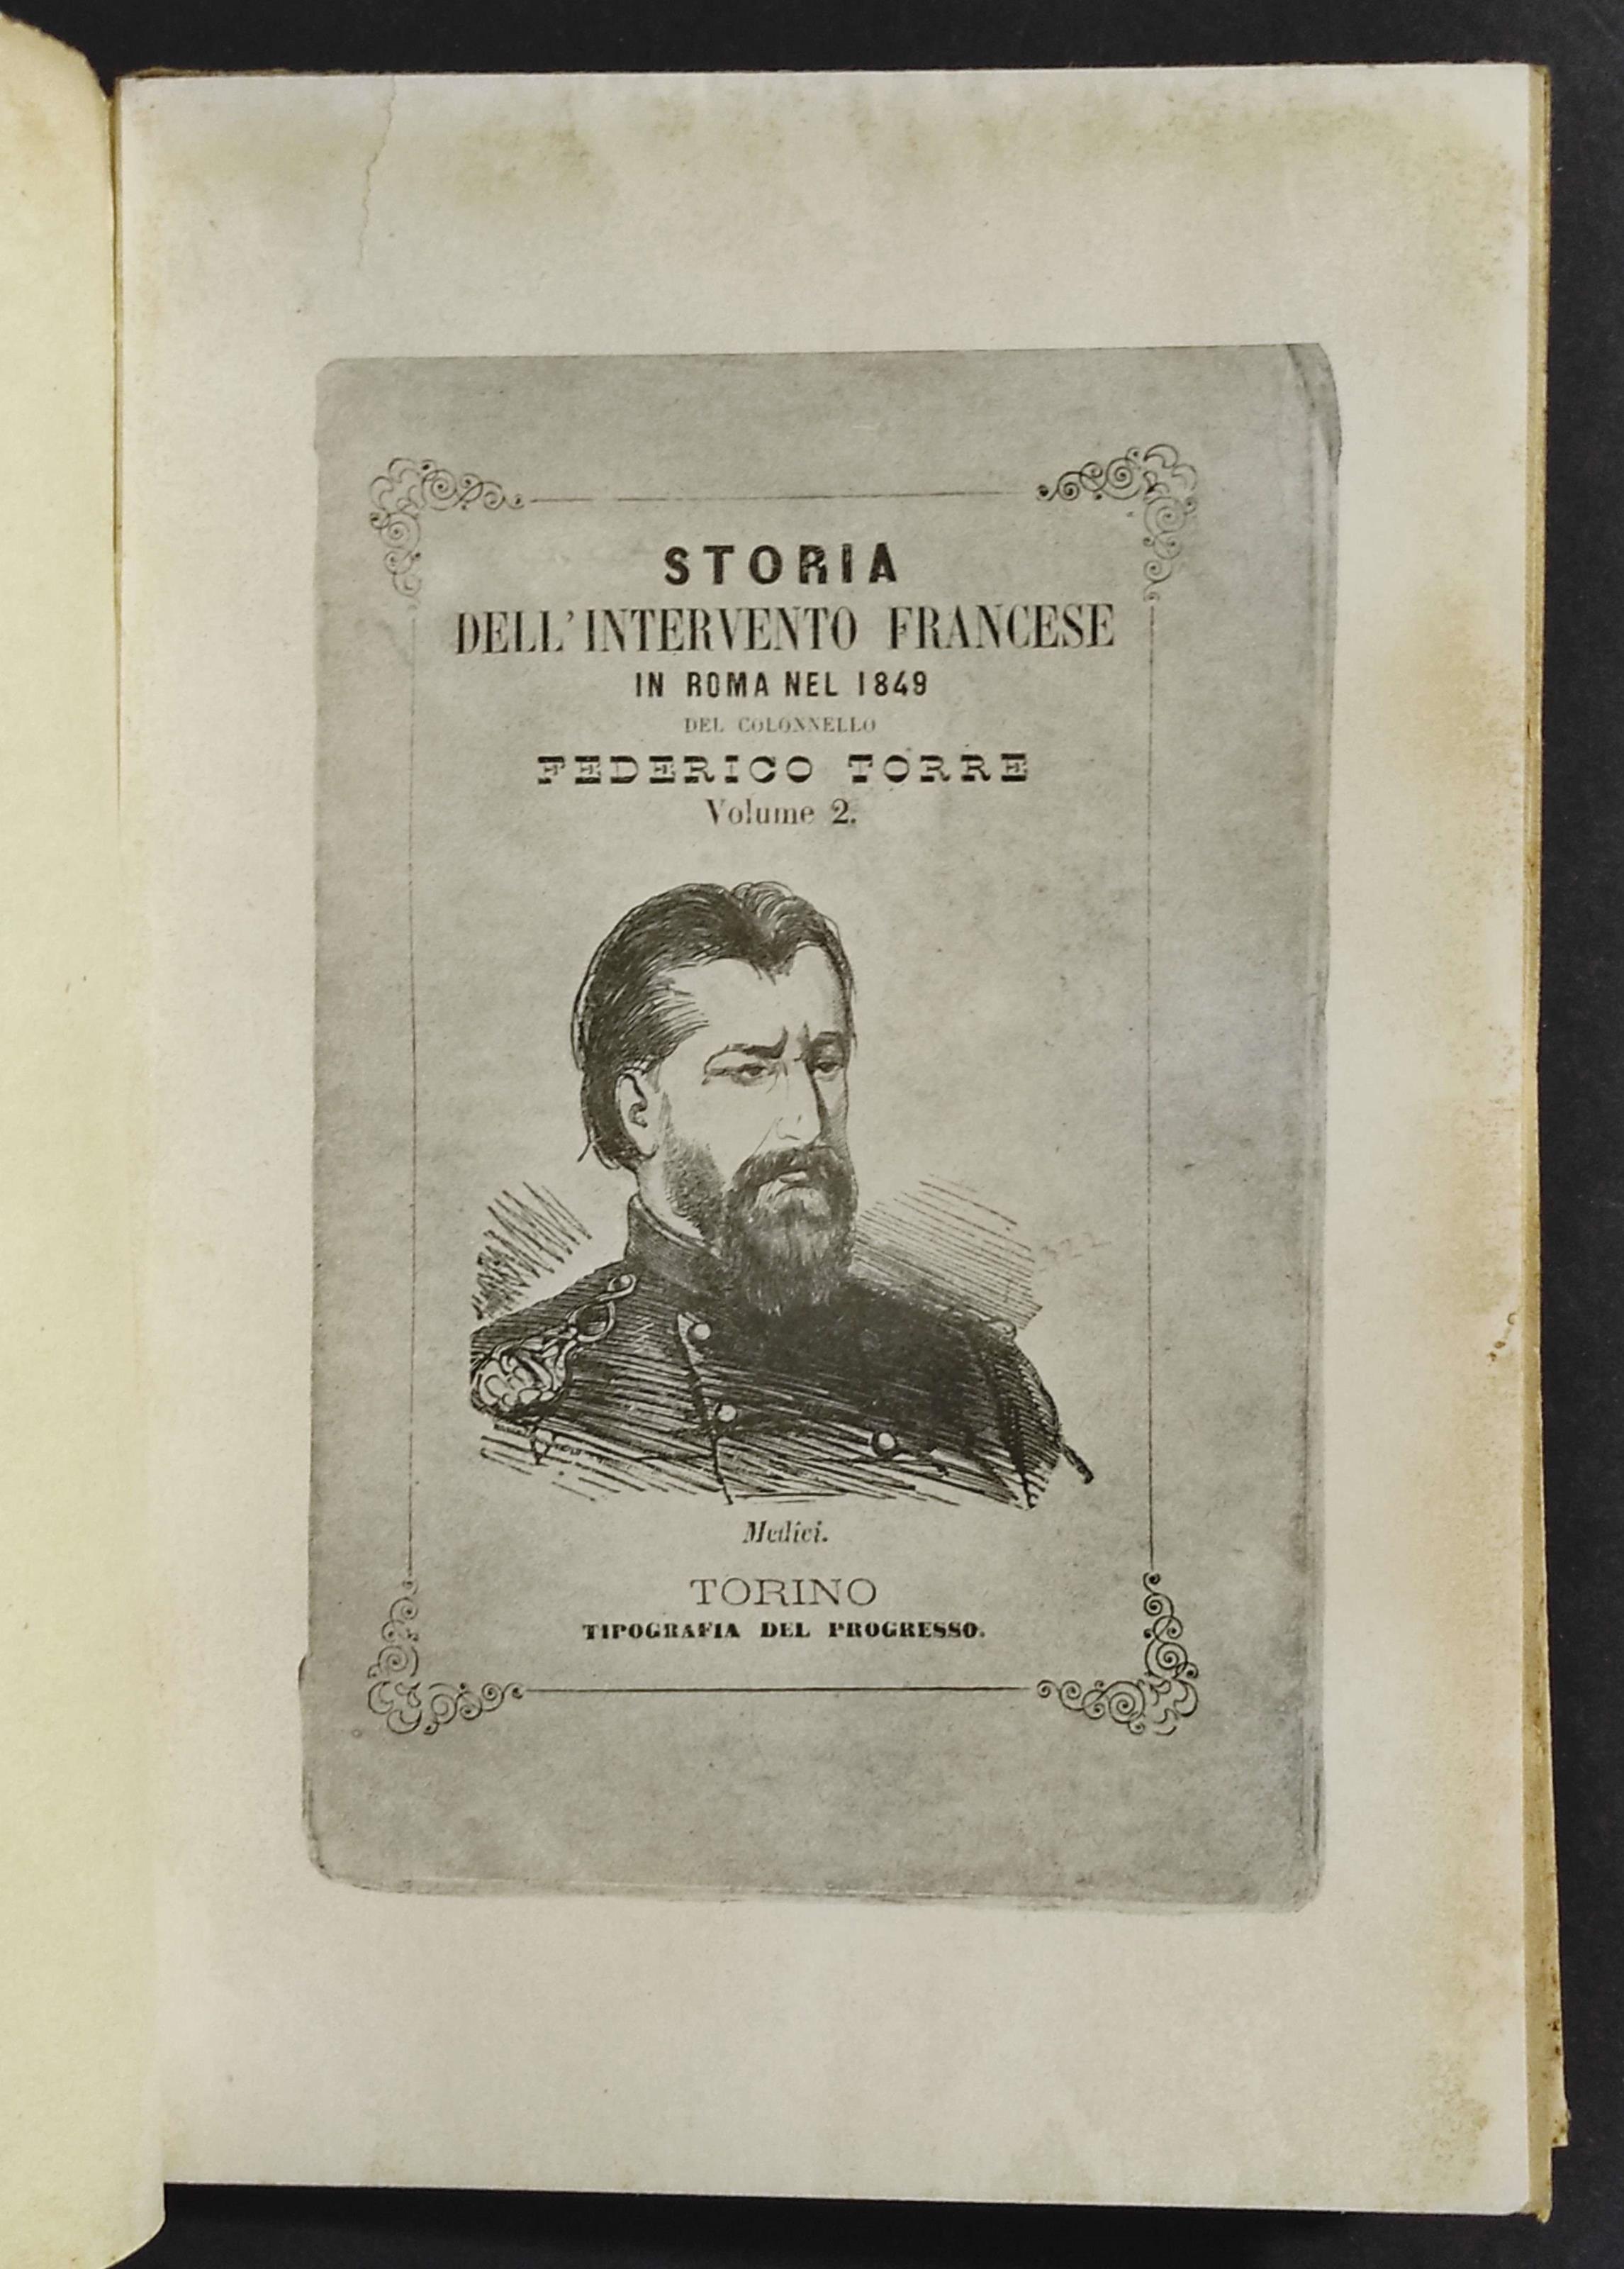 STORIA
DELL'INTERVENTO FRANCESE
IN ROMA NEL 1849
DEL COLONNELLO
FEDERICO TORRE
Volume 2.
322
Medici.
TORINO
TIPOGRAFIA DEL PROGRESSO.